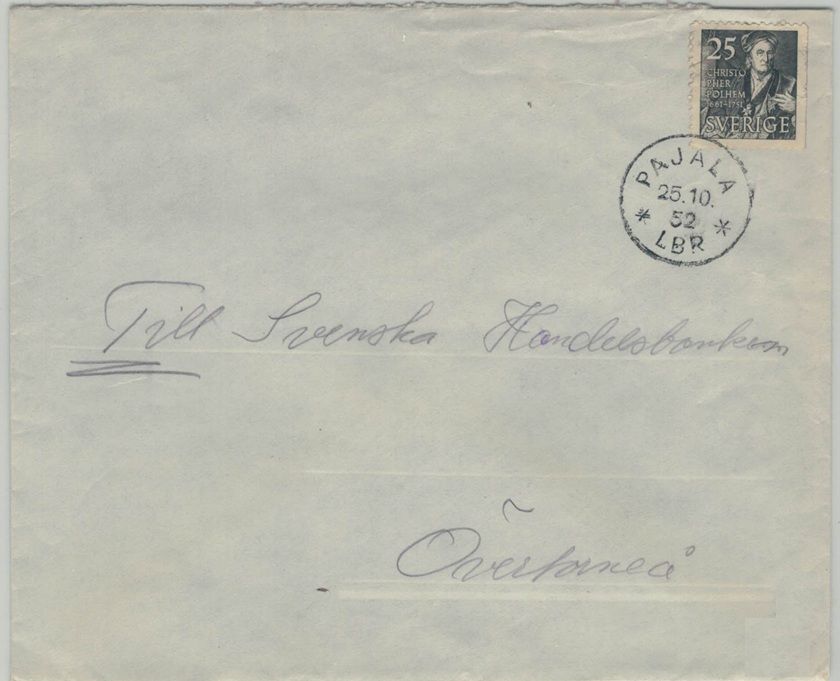 25
CHRISTO
PHER
POLHEM
1661-1751
SVERIGE
PAJALA
25.10.
52
LBR
Till Svenska Handelsbanken
Övertorneå